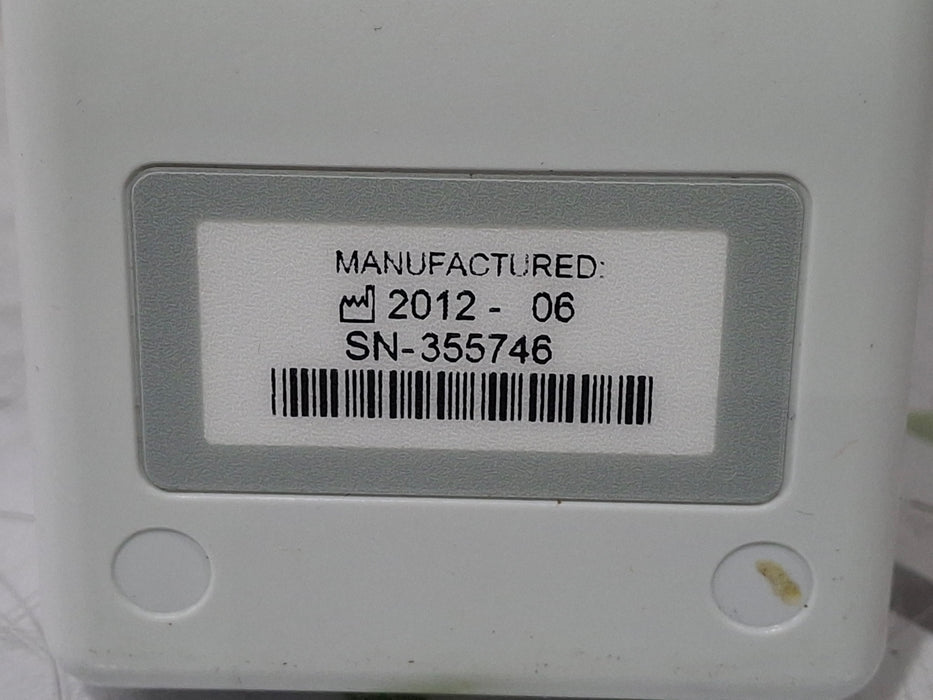 MANUFACTURED:
2012 - 06
SN-355746